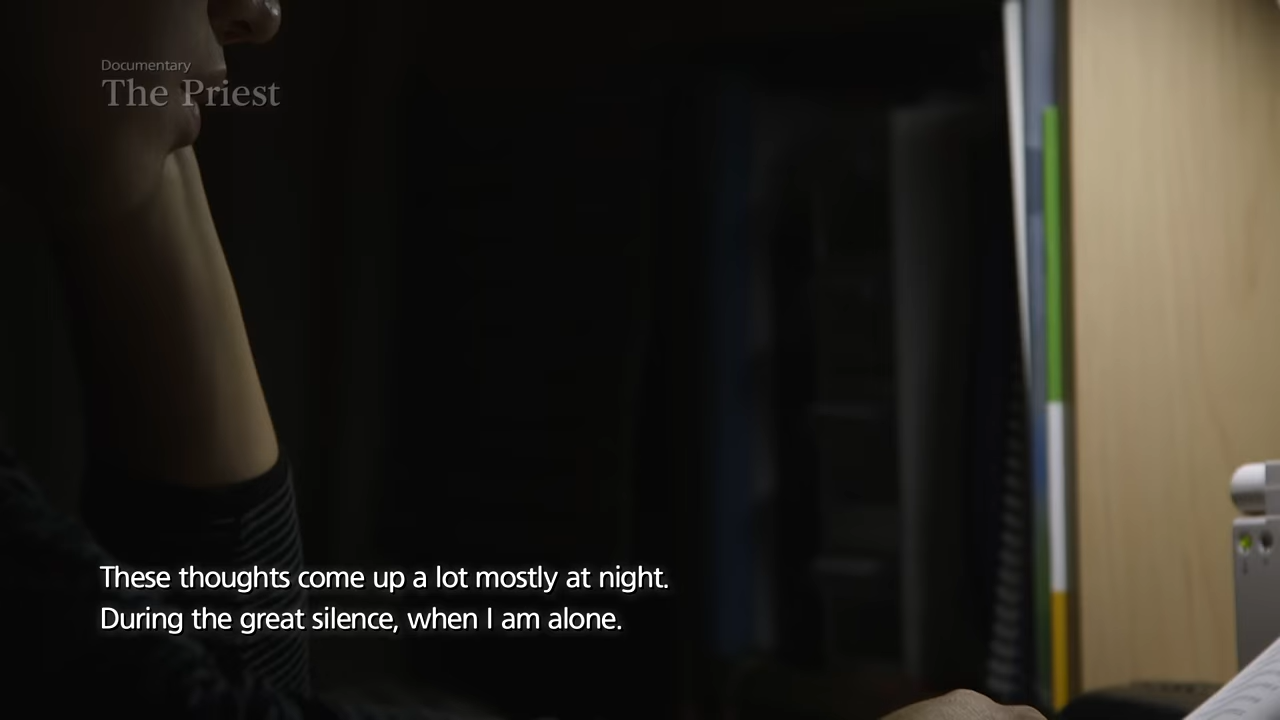 Documentary
The Priest
These thoughts come up a lot mostly at night.
During the great silence, when I am alone.